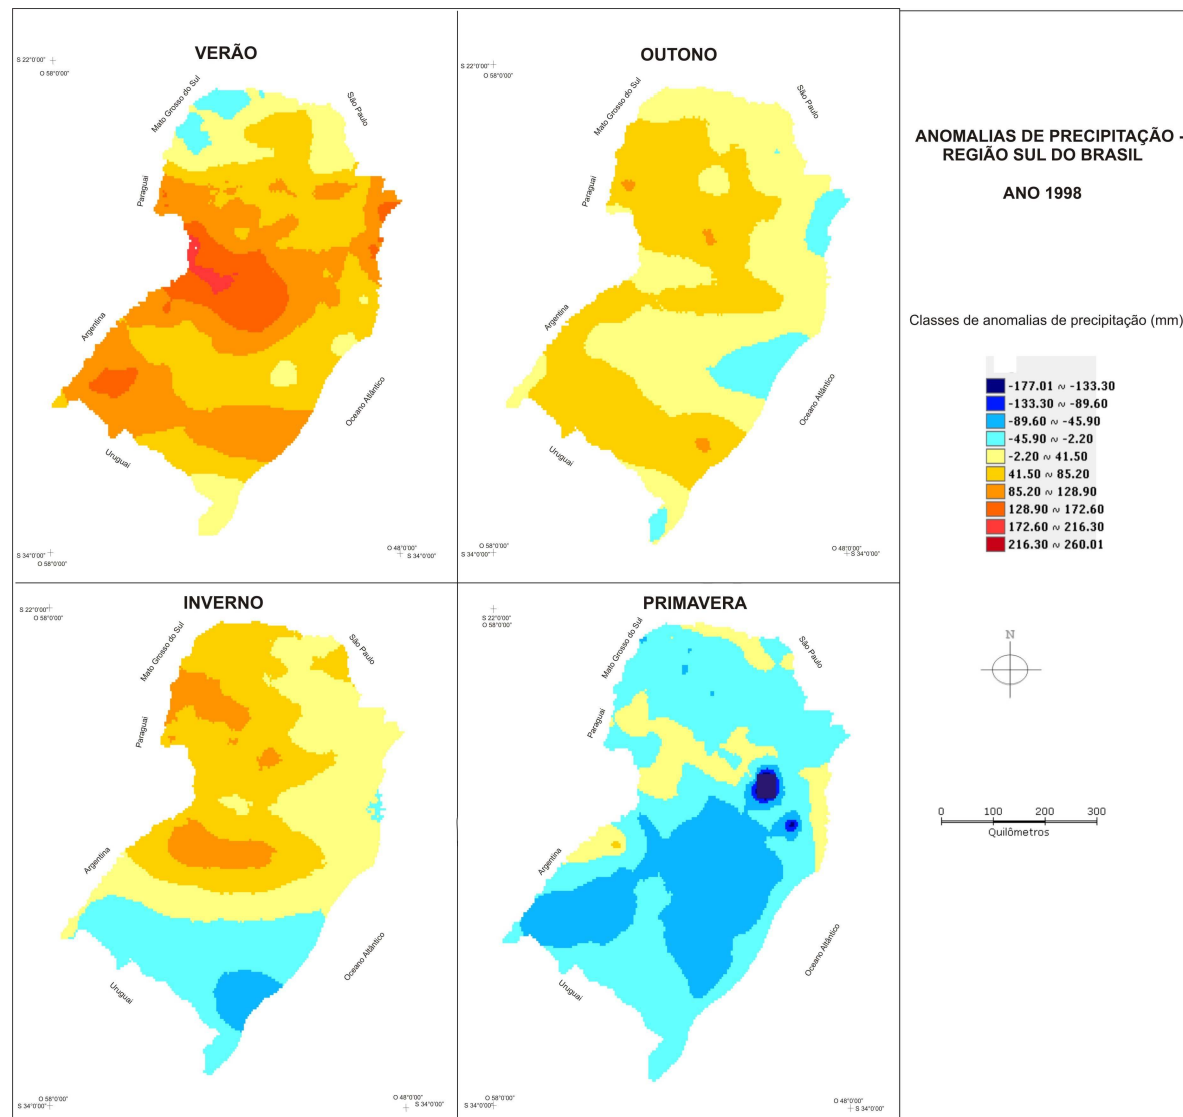 VERÃO
S 22°0'00"
O 58°0'00"
Mato Grosso do Sul
São Paulo
Paraguai
Argentina
Uruguai
Oceano Atlântico
S 34°0'00"
O 58°0'00"
O 48°0'00"
S 34°0'00"
OUTONO
S 22°0'00"
O 58°0'00"
Mato Grosso do Sul
São Paulo
Paraguai
Argentina
Uruguai
Oceano Atlântico
O 58°0'00"
S 34°0'00"
O 48°0'00"
S 34°0'00"
INVERNO
S 22°0'00"
O 58°0'00"
Mato Grosso do Sul
São Paulo
Paraguai
Argentina
Uruguai
Oceano Atlântico
O 58°0'00"
S 34°0'00"
O 48°0'00"
S 34°0'00"
PRIMAVERA
S 22°0'00"
O 58°0'00"
Mato Grosso do Sul
São Paulo
Paraguai
Argentina
Uruguai
Oceano Atlântico
O 58°0'00"
S 34°0'00"
O 48°0'00"
S 34°0'00"
ANOMALIAS DE PRECIPITAÇÃO -
REGIÃO SUL DO BRASIL
ANO 1998
Classes de anomalias de precipitação (mm)
-177.01 ~ -133.30
-133.30 ~ -89.60
-89.60 ~ -45.90
-45.90 ~ -2.20
-2.20 ~ 41.50
41.50 ~ 85.20
85.20 ~ 128.90
128.90 ~ 172.60
172.60 ~ 216.30
216.30 ~ 260.01
N
0 100 200 300
Quilômetros